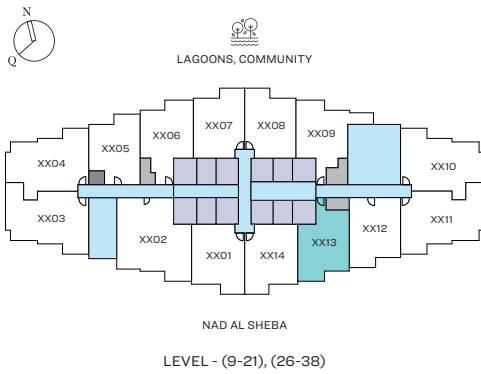 N
Q
LAGOONS, COMMUNITY
XX07 XX08
XX06 XX09
XX05
XX04 XX10
XX03 XX11
XX02 XX12
XX01 XX14 XX13
NAD AL SHEBA
LEVEL - (9-21), (26-38)